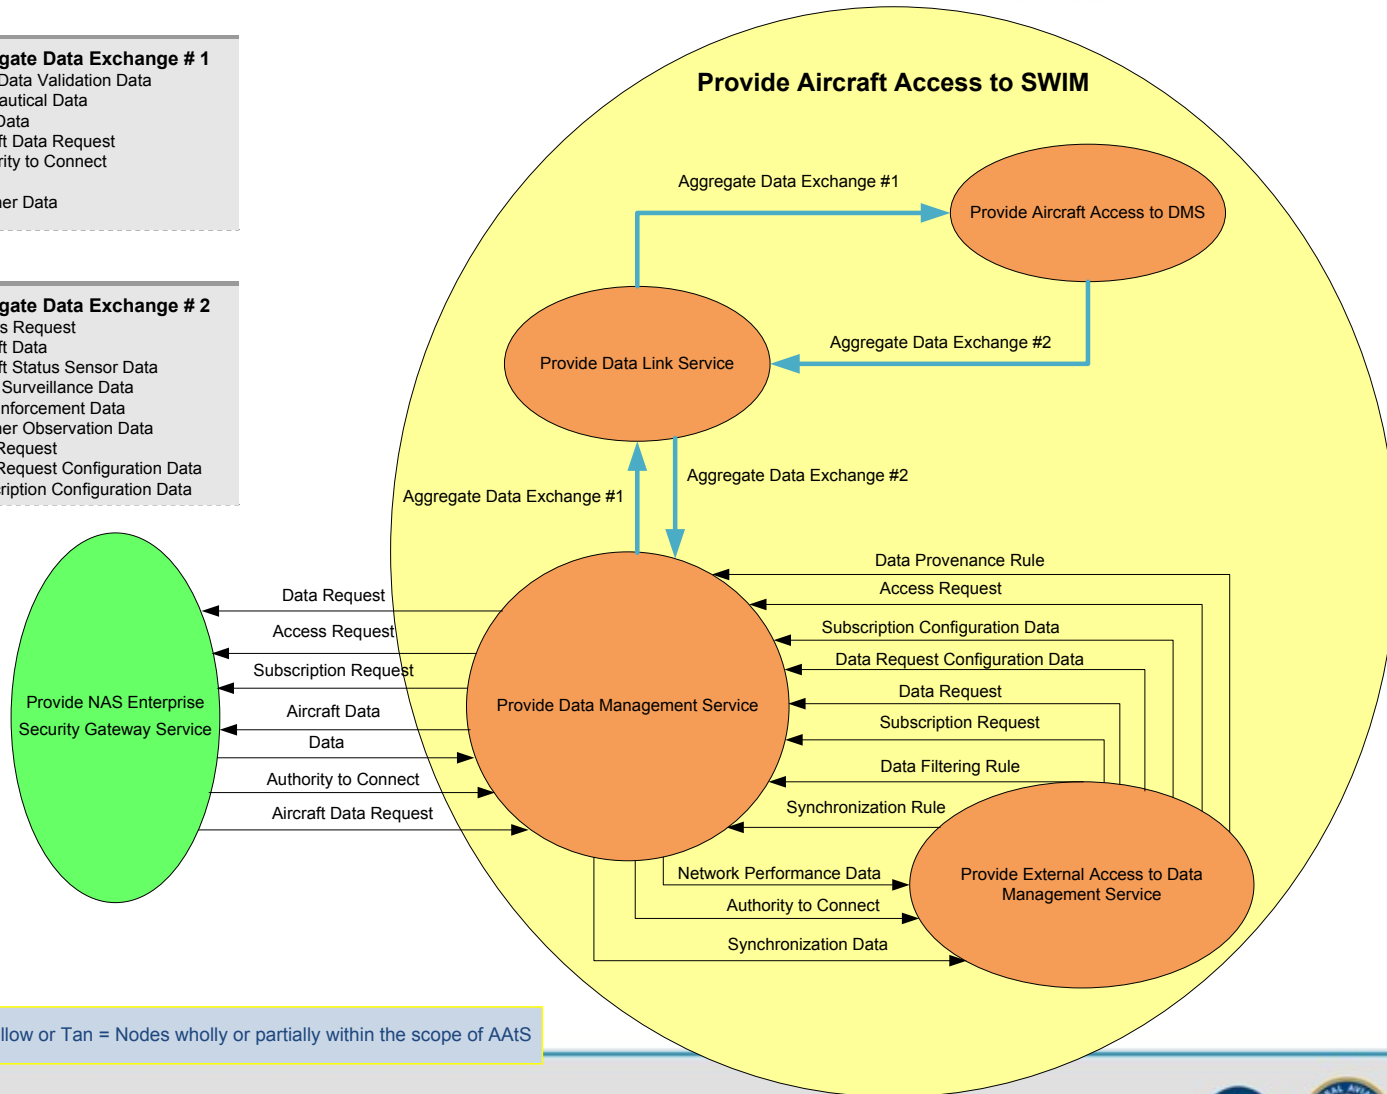 gate Data Exchange # 1
Data Validation Data
autical Data
Data
ft Data Request
rity to Connect
er Data
gate Data Exchange # 2
s Request
ft Data
ft Status Sensor Data
Surveillance Data
nforcement Data
er Observation Data
Request
Request Configuration Data
ription Configuration Data
Provide Aircraft Access to SWIM
Aggregate Data Exchange #1
Provide Aircraft Access to DMS
Provide Data Link Service
Aggregate Data Exchange #2
Aggregate Data Exchange #2
Aggregate Data Exchange #1
Data Request
Access Request
Subscription Request
Aircraft Data
Data
Authority to Connect
Aircraft Data Request
Provide NAS Enterprise
Security Gateway Service
Provide Data Management Service
Data Provenance Rule
Access Request
Subscription Configuration Data
Data Request Configuration Data
Data Request
Subscription Request
Data Filtering Rule
Synchronization Rule
Network Performance Data
Authority to Connect
Synchronization Data
Provide External Access to Data
Management Service
llow or Tan = Nodes wholly or partially within the scope of AAtS